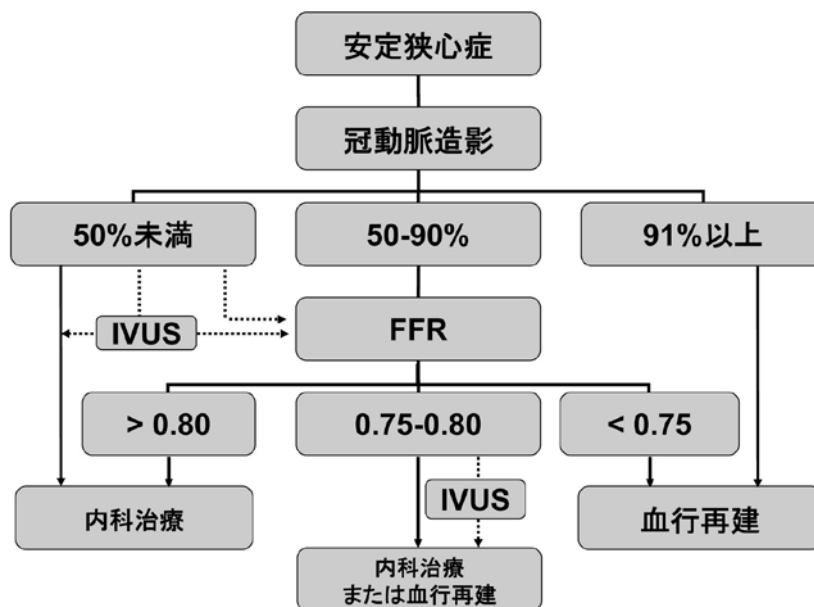 安定狭心症
冠動脈造影
50%未満
50-90%
91%以上
IVUS
FFR
> 0.80
0.75-0.80
< 0.75
IVUS
内科治療
血行再建
内科治療
または血行再建